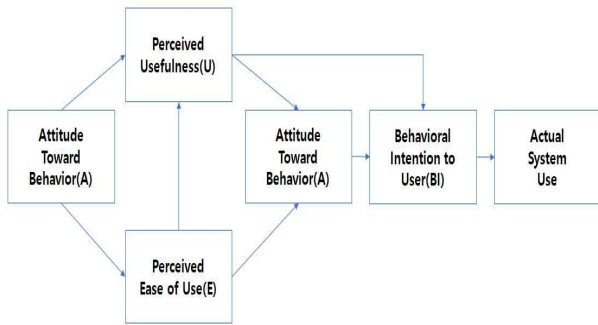 Perceived
Usefulness(U)
Attitude
Toward
Behavior(A)
Attitude
Toward
Behavior(A)
Behavioral
Intention to
User(BI)
Actual
System
Use
Perceived
Ease of Use(E)